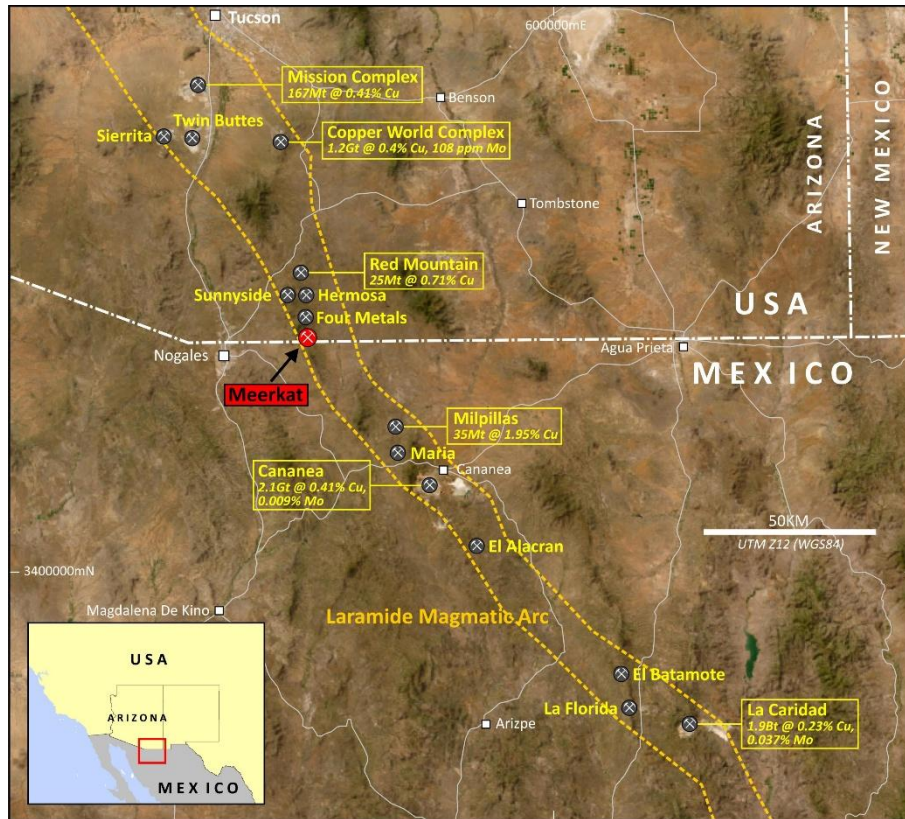 Tucson
600000mE
Mission Complex
167Mt @ 0.41% Cu
Benson
Sierrita
Twin Buttes
Copper World Complex
1.2Gt @ 0.4% Cu, 108 ppm Mo
ARIZONA
NEW MEXICO
Tombstone
Red Mountain
25Mt @ 0.71% Cu
Sunnyside
Hermosa
Four Metals
USA
Nogales
Agua Prieta
MEXICO
Meerkat
Milpillas
35Mt @ 1.95% Cu
Maria
Cananea
2.1Gt @ 0.41% Cu,
0.009% Mo
Cananea
50KM
UTM Z12 (WGS84)
El Alacran
3400000mN
Magdalena De Kino
Laramide Magmatic Arc
USA
ARIZONA
MEXICO
El Batamote
La Florida
La Caridad
1.9Bt @ 0.23% Cu,
0.037% Mo
Arizpe